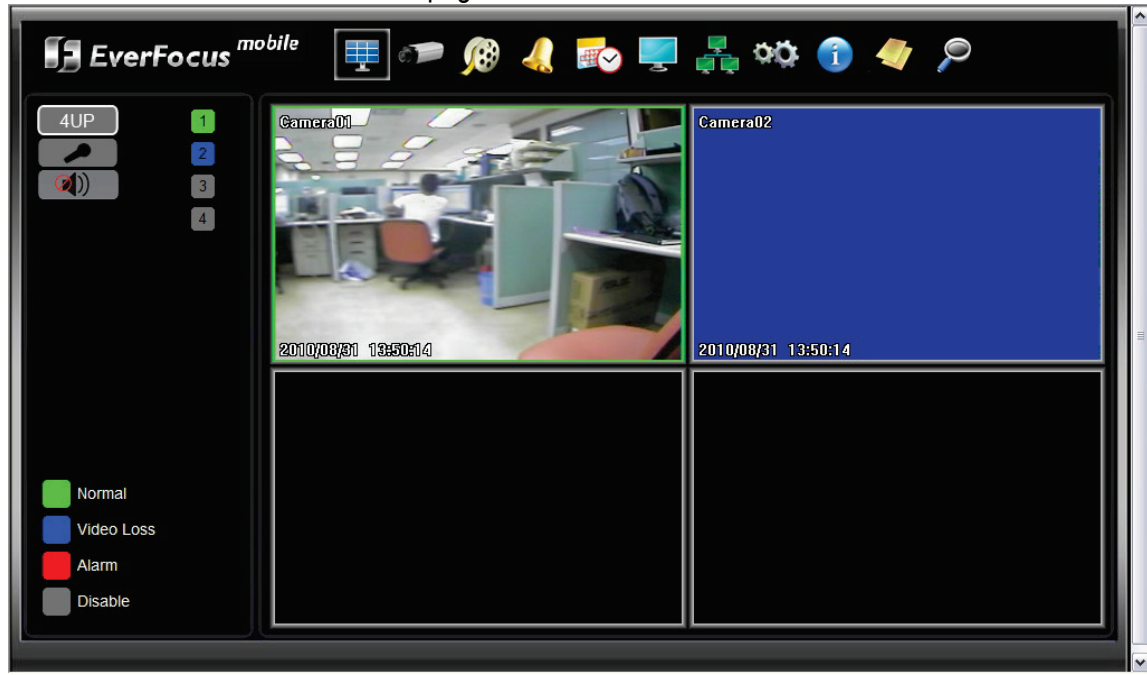 pag
EverFocus mobile
4UP
1
2
3
4
Camera01
2010/08/31 13:50:14
Camera02
2010/08/31 13:50:14
Normal
Video Loss
Alarm
Disable